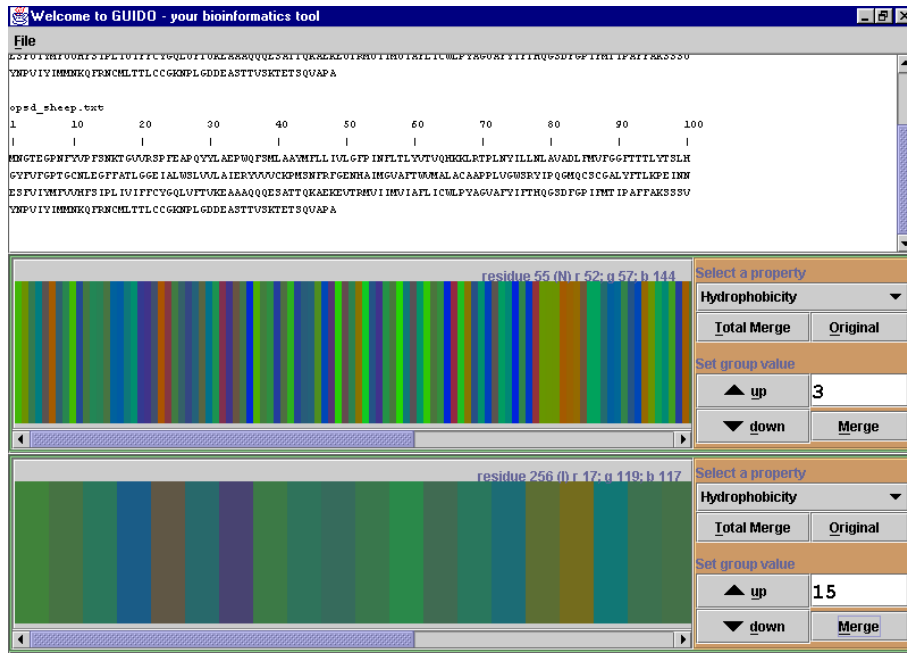 Welcome to GUIDO - your bioinformatics tool
File
YNPVIYIMMNKQFRNCMLTTLCCGKNPLGDDEASTTVSKTETSQVAPA
opsd_sheep.txt
1 10 20 30 40 50 60 70 80 90 100
MNGTEGPNFYVPFSNKTGVVRSPFEAPQYYLAEPWQFSMLAAYMFLLIVLGFPINFLTLYVTVQHKKLRTPLNYILLNLAVADLFMVFGGFTTTLYTSLH
GYFVFGPTGCNLEGFFATLGGEIALWSLVVLAIERYVVVCKPMSNFRFGENHAIMGVAFTWVMALACAAPPLVGWSRYIPQGMQCSCGALYFTLKPEINN
ESFVIYMFVVHFSIPLIVIFFCYGQLVFTVKEAAAQQQESATTQKAEKEVTRMVIIMVIAFLICWLPYAGVAFYIFTHQGSDFGPIFMTIPAFFAKSSSV
YNPVIYIMMNKQFRNCMLTTLCCGKNPLGDDEASTTVSKTETSQVAPA
residue 55 (N) r 52; g 57; b 144
Select a property
Hydrophobicity
Total Merge Original
Set group value
up 3
down Merge
residue 256 (I) r 17; g 119; b 117
Select a property
Hydrophobicity
Total Merge Original
Set group value
up 15
down Merge